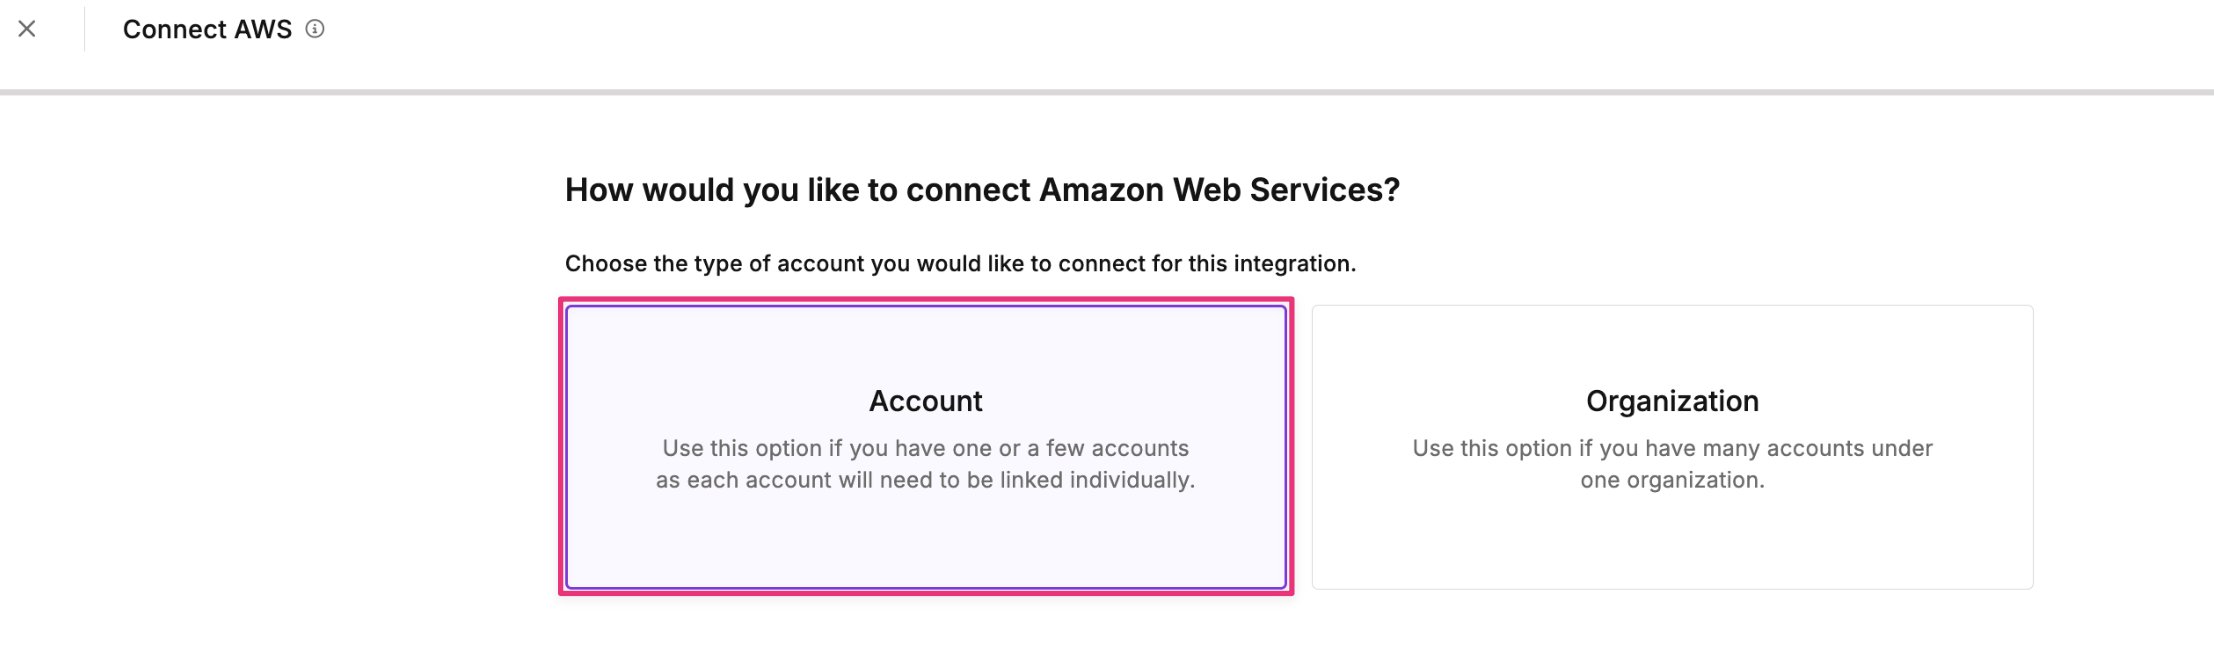 Connect AWS
How would you like to connect Amazon Web Services?
Choose the type of account you would like to connect for this integration.
Account
Use this option if you have one or a few accounts
as each account will need to be linked individually.
Organization
Use this option if you have many accounts under
one organization.